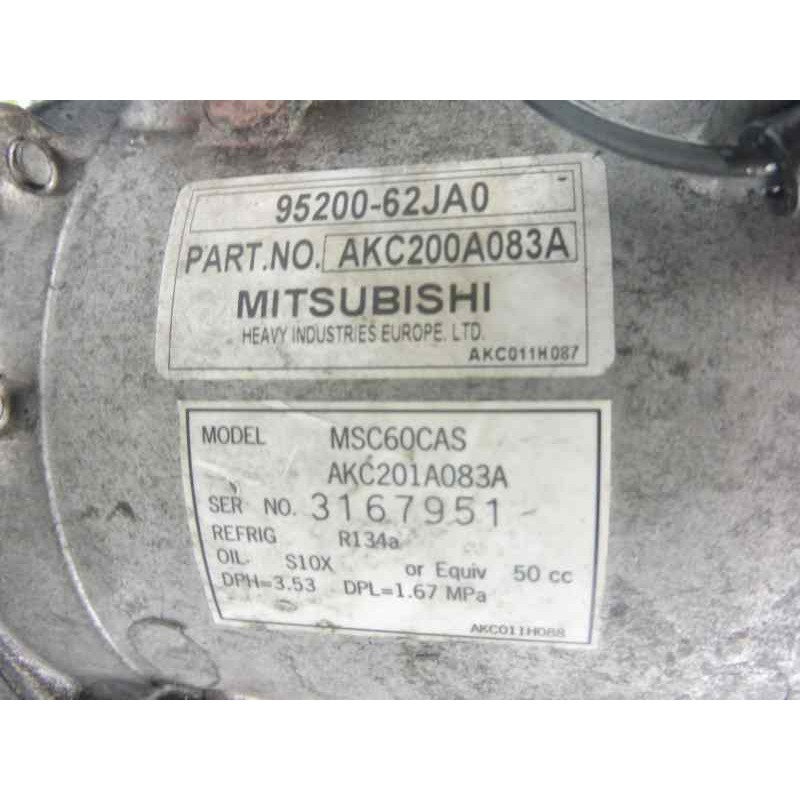 95200-62JA0
PART.NO. AKC200A083A
MITSUBISHI
HEAVY INDUSTRIES EUROPE. LTD.
AKC011H087
MODEL MSC60CAS
AKC201A083A
SER NO. 3167951
REFRIG R134a
OIL S10X or Equiv 50 cc
DPH=3.53 DPL=1.67 MPa
AKC011H088